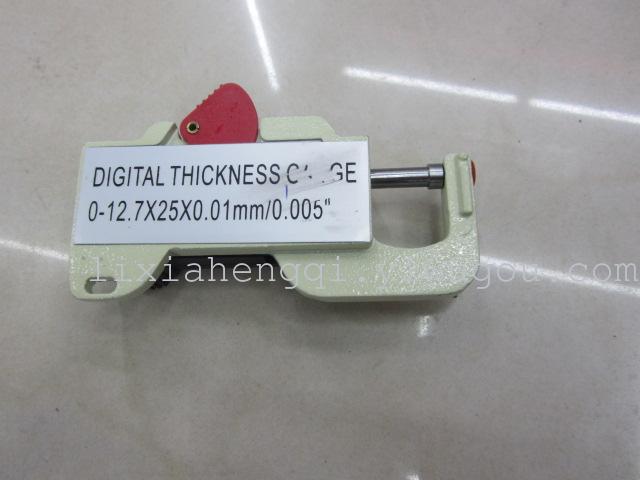 DIGITAL THICKNESS
0-12.7X25X0.01mm/0.005"